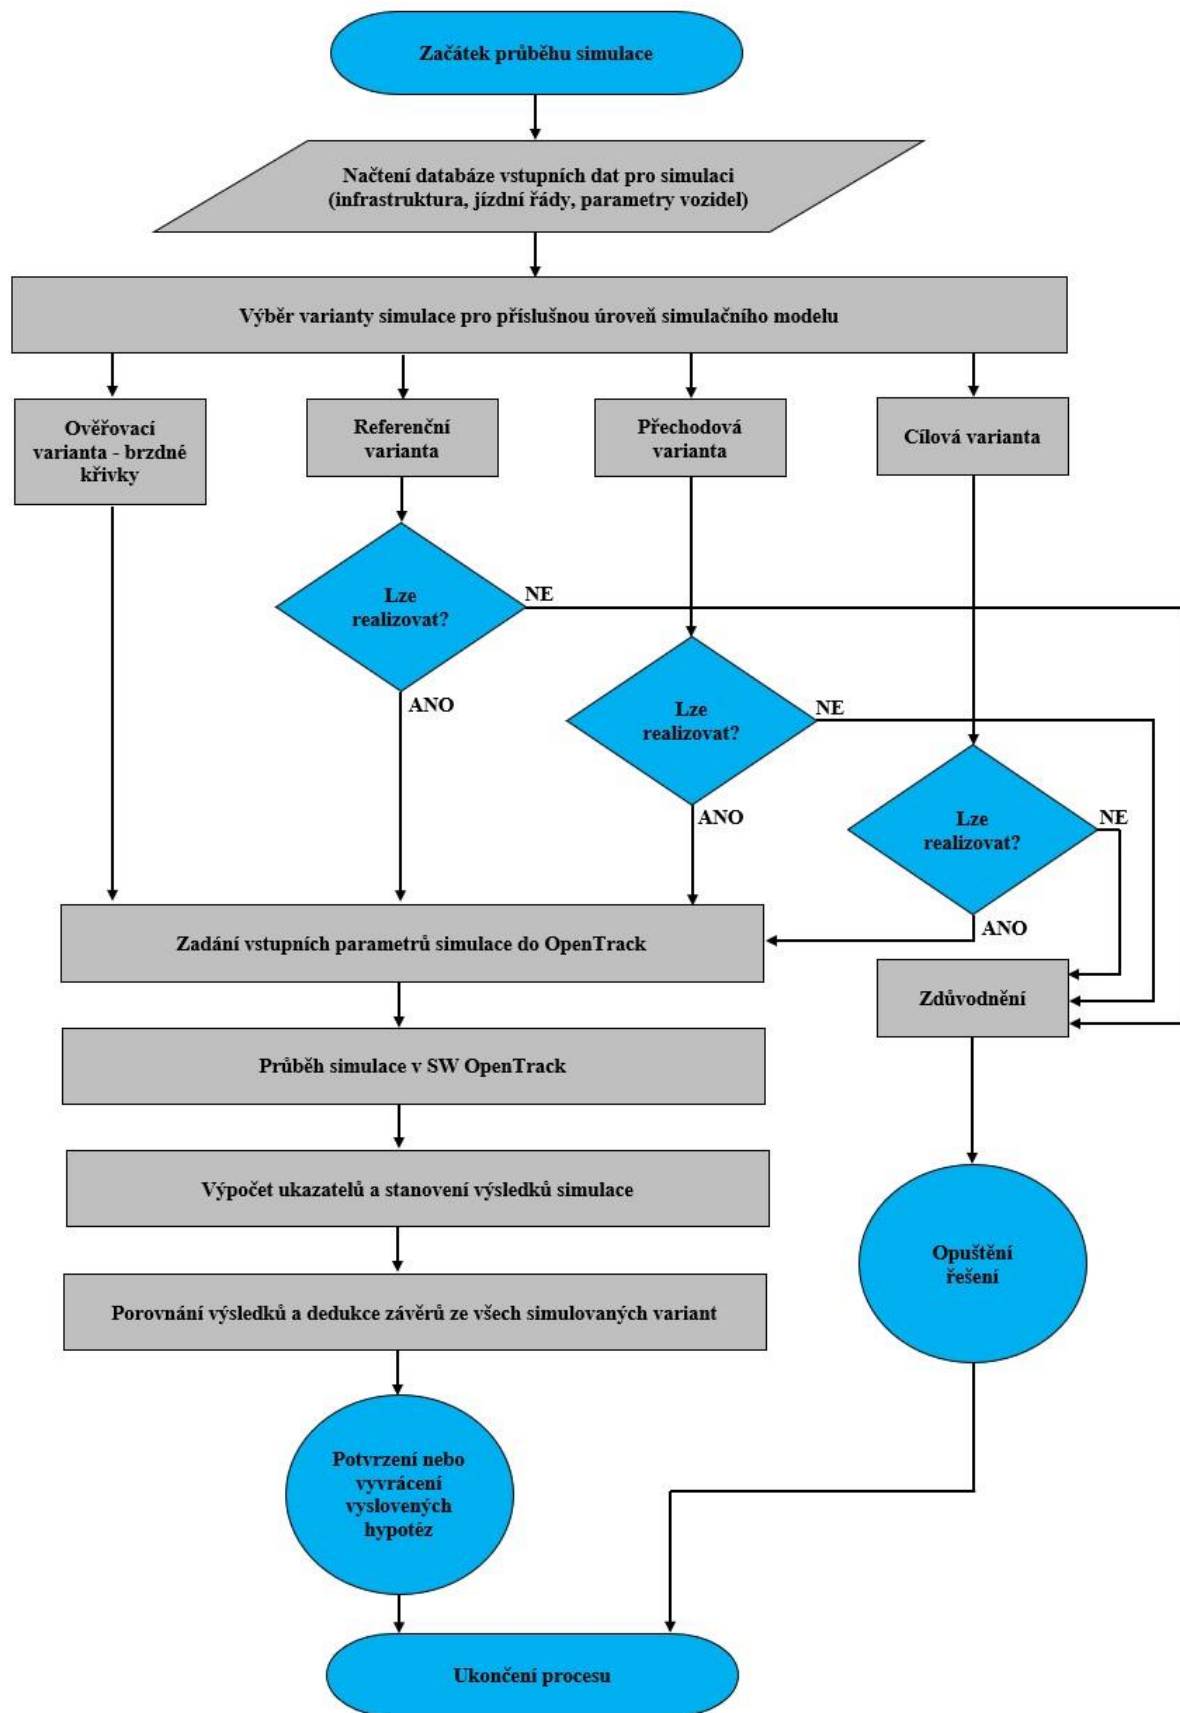 Začátek průběhu simulace
Načtení databáze vstupních dat pro simulaci
(infrastruktura, jízdní řády, parametry vozidel)
Výběr varianty simulace pro příslušnou úroveň simulačního modelu
Ověřovací
varianta - brzdné
křivky
Referenční
varianta
Přechodová
varianta
Cílová varianta
Lze
realizovat?
NE
ANO
Lze
realizovat?
NE
ANO
Lze
realizovat?
NE
ANO
Zadání vstupních parametrů simulace do OpenTrack
Zdůvodnění
Průběh simulace v SW OpenTrack
Výpočet ukazatelů a stanovení výsledků simulace
Opuštění
řešení
Porovnání výsledků a dedukce závěrů ze všech simulovaných variant
Potvrzení nebo
vyvrácení
vyslovených
hypotéz
Ukončení procesu